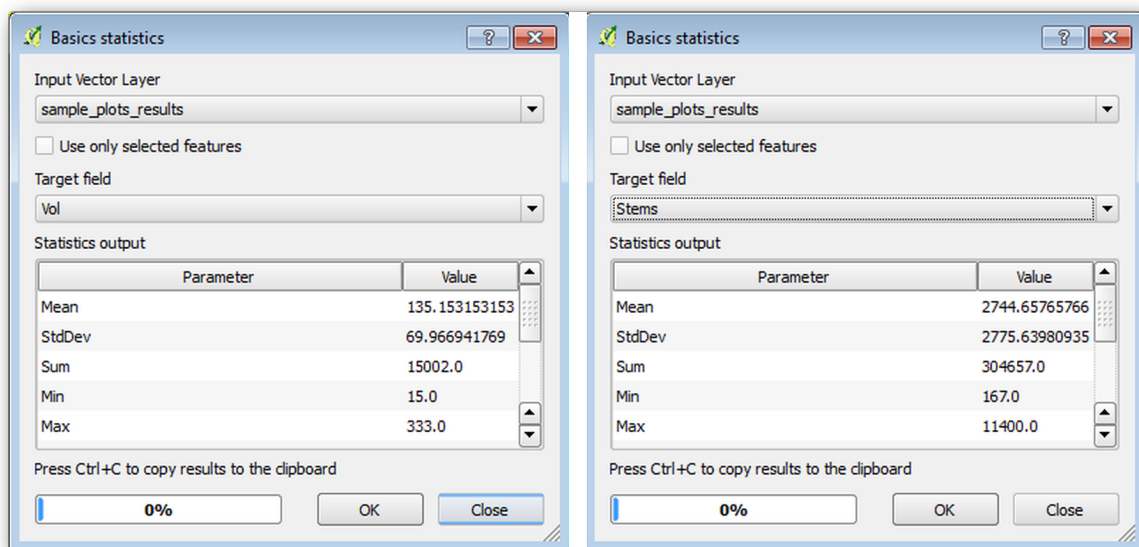 Basics statistics
Input Vector Layer
sample_plots_results
Use only selected features
Target field
Vol
Statistics output
Parameter Value
Mean 135.153153153
StdDev 69.966941769
Sum 15002.0
Min 15.0
Max 333.0
Press Ctrl+C to copy results to the clipboard
0% OK Close
Basics statistics
Input Vector Layer
sample_plots_results
Use only selected features
Target field
Stems
Statistics output
Parameter Value
Mean 2744.65765766
StdDev 2775.63980935
Sum 304657.0
Min 167.0
Max 11400.0
Press Ctrl+C to copy results to the clipboard
0% OK Close